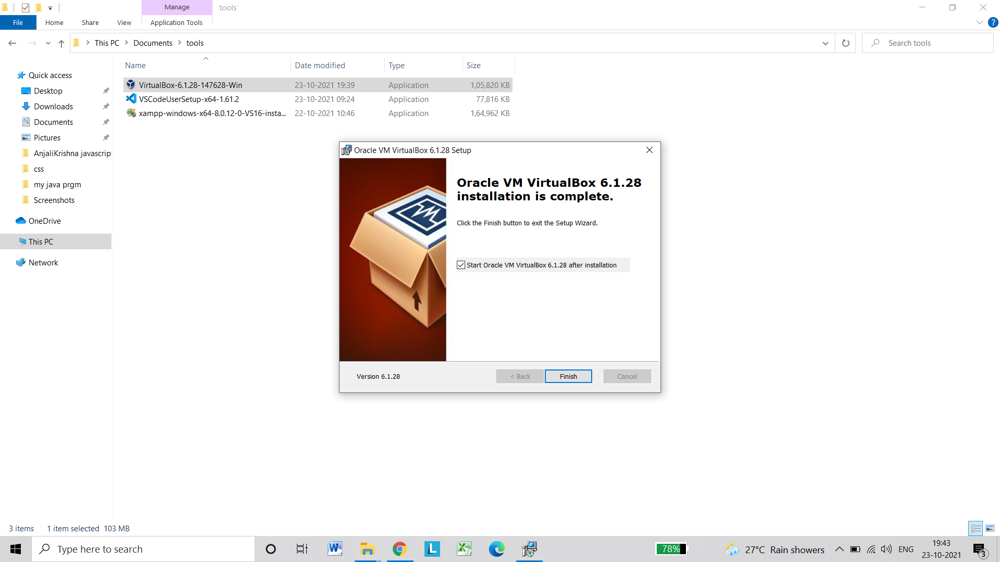 Manage
tools
File
Home
Share
View
Application Tools
This PC
Documents
tools
Search tools
Name
Date modified
Type
Size
Quick access
Desktop
Downloads
Documents
Pictures
AnjaliKrishna javascrip
css
my java prgm
Screenshots
OneDrive
This PC
Network
VirtualBox-6.1.28-147628-Win 23-10-2021 19:39 Application 1,05,820 KB
VSCodeUserSetup-x64-1.61.2 23-10-2021 09:24 Application 77,816 KB
xampp-windows-x64-8.0.12-0-VS16-insta... 22-10-2021 10:46 Application 1,64,962 KB
Oracle VM VirtualBox 6.1.28 Setup
Oracle VM VirtualBox 6.1.28
installation is complete.
Click the Finish button to exit the Setup Wizard.
Start Oracle VM VirtualBox 6.1.28 after installation
Version 6.1.28
< Back
Finish
Cancel
3 items
1 item selected 103 MB
Type here to search
78%
27°C Rain showers
ENG
19:43
23-10-2021
3